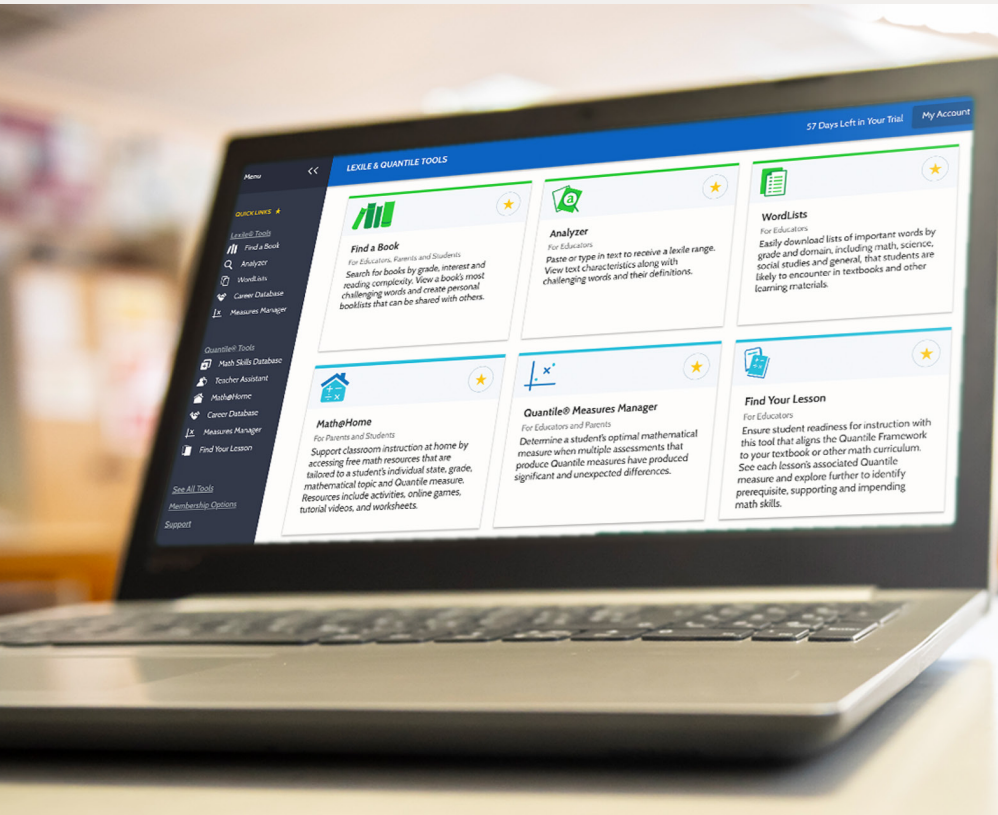 57 Days Left in Your Trial
My Account
Menu
LEXILE & QUANTILE TOOLS
QUICK LINKS
Lexile® Tools
Find a Book
Analyzer
WordLists
Career Database
Measures Manager
Quantile® Tools
Math Skills Database
Teacher Assistant
Math@Home
Career Database
Measures Manager
Find Your Lesson
See All Tools
Membership Options
Support
Find a Book
For Educators, Parents and Students
Search for books by grade, interest and
reading complexity. View a book's most
challenging words and create personal
booklists that can be shared with others.
a
Analyzer
For Educators
Paste or type in text to receive a lexile range.
View text characteristics along with
challenging words and their definitions.
WordLists
For Educators
Easily download lists of important words by
grade and domain, including math, science,
social studies and general, that students are
likely to encounter in textbooks and other
learning materials.
Math@Home
For Parents and Students
Support classroom instruction at home by
accessing free math resources that are
tailored to a student's individual state, grade,
mathematical topic and Quantile measure.
Resources include activities, online games,
tutorial videos, and worksheets.
Quantile® Measures Manager
For Educators and Parents
Determine a student's optimal mathematical
measure when multiple assessments that
produce Quantile measures have produced
significant and unexpected differences.
Find Your Lesson
For Educators
Ensure student readiness for instruction with
this tool that aligns the Quantile Framework
to your textbook or other math curriculum.
See each lesson's associated Quantile
measure and explore further to identify
prerequisite, supporting and impending
math skills.